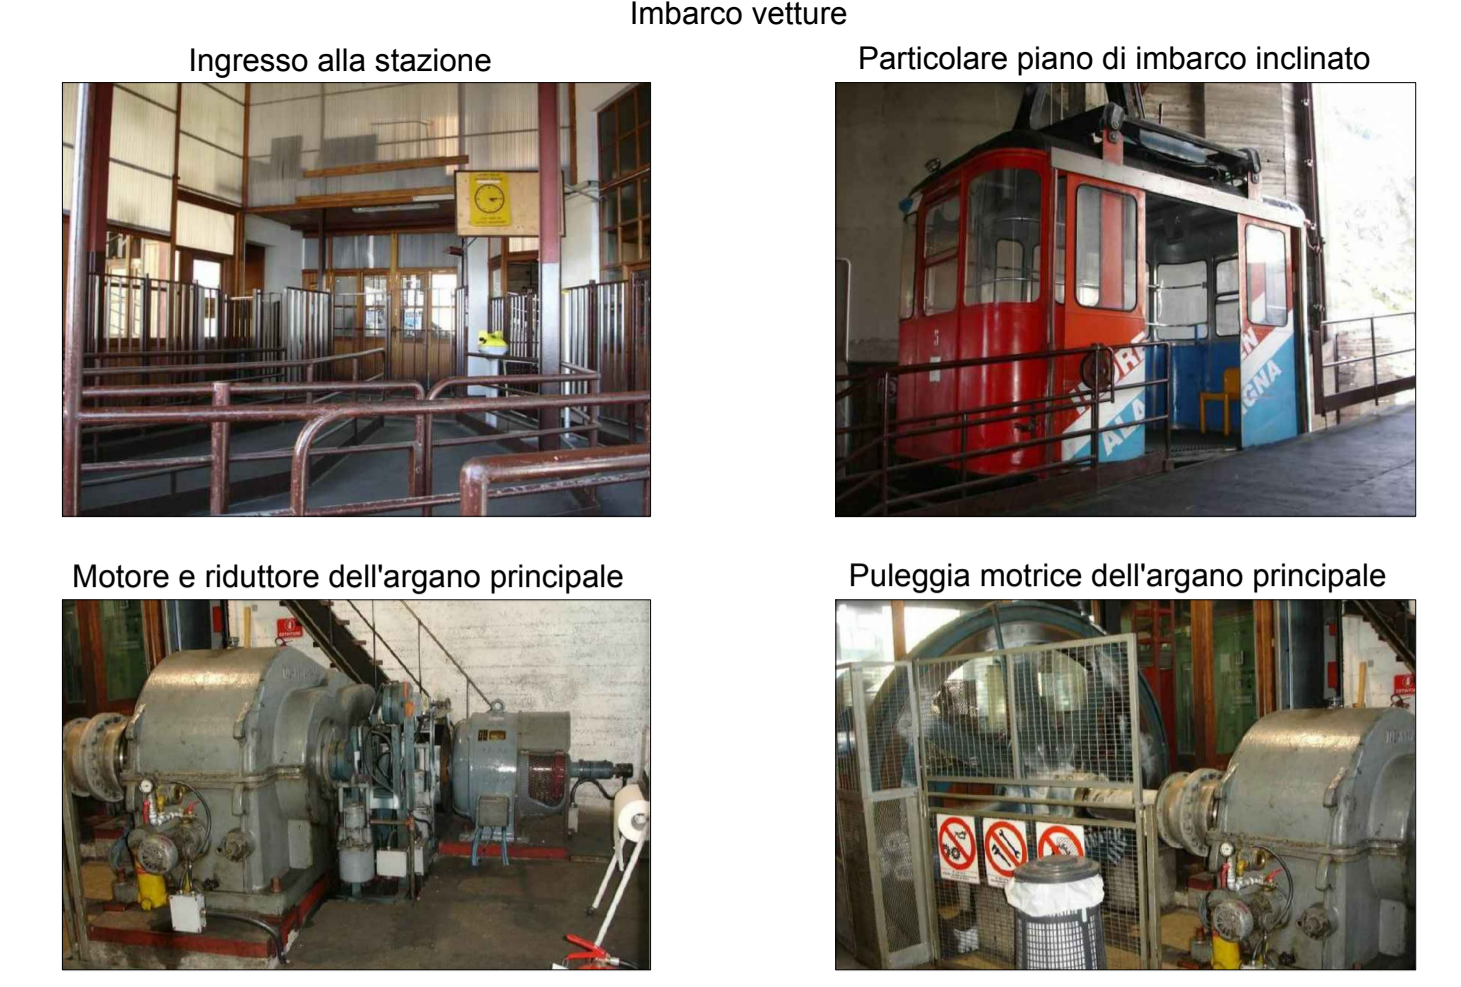 Imbarco vetture
Ingresso alla stazione
Particolare piano di imbarco inclinato
5
Motore e riduttore dell'argano principale
Puleggia motrice dell'argano principale